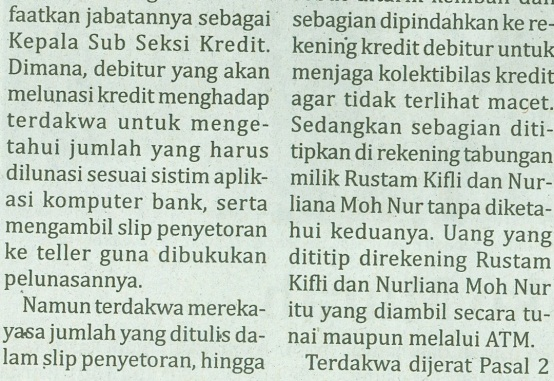 faatkan jabatannya sebagai
Kepala Sub Seksi Kredit.
Dimana, debitur yang akan
melunasi kredit menghadap
terdakwa untuk menge-
tahui jumlah yang harus
dilunasi sesuai sistim aplik-
asi komputer bank, serta
mengambil slip penyetoran
ke teller guna dibukukan
pelunasannya.
Namun terdakwa mereka-
yasa jumlah yang ditulis da-
lam slip penyetoran, hingga
sebagian dipindahkan ke re-
kening kredit debitur untuk
menjaga kolektibilas kredit
agar tidak terlihat macet.
Sedangkan sebagian diti-
tipkan di rekening tabungan
milik Rustam Kifli dan Nur-
liana Moh Nur tanpa diketa-
hui keduanya. Uang yang
dititip direkening Rustam
Kifli dan Nurliana Moh Nur
itu yang diambil secara tu-
nai maupun melalui ATM.
Terdakwa dijerat Pasal 2